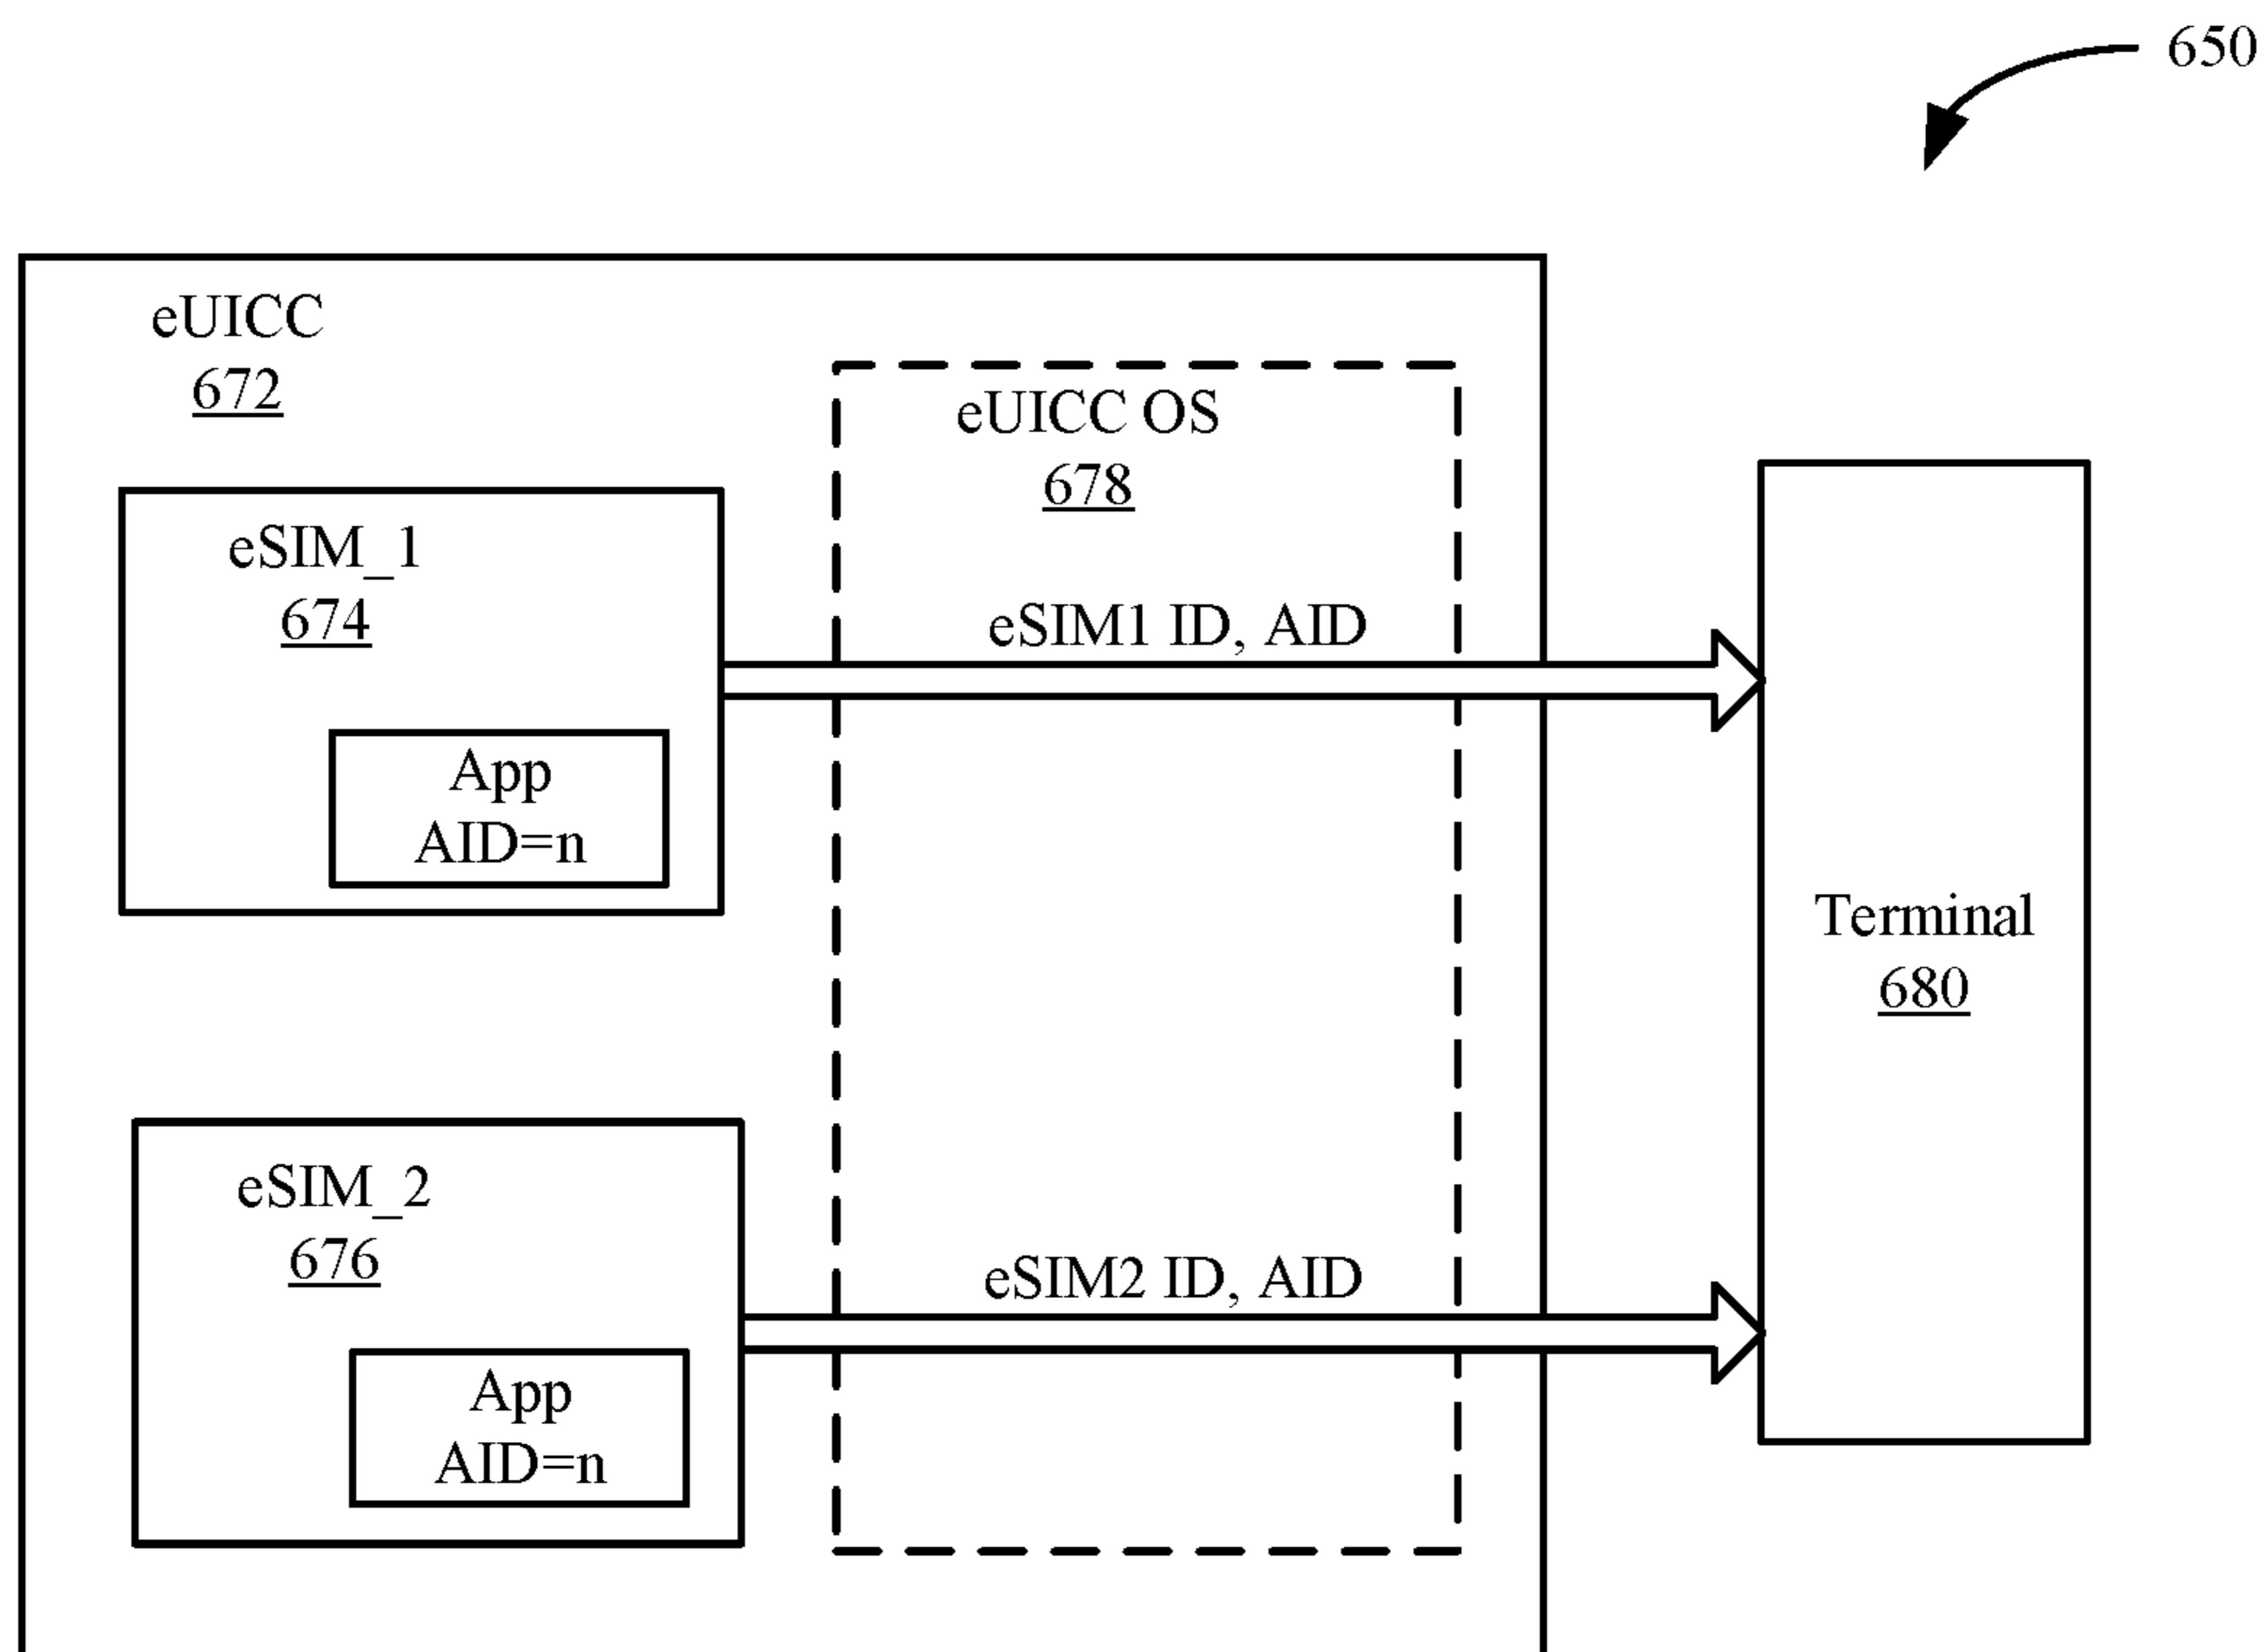 650
eUICC
672
eUICC OS
678
eSIM_1
674
eSIM1 ID, AID
App
AID=n
Terminal
680
eSIM_2
676
eSIM2 ID, AID
App
AID=n